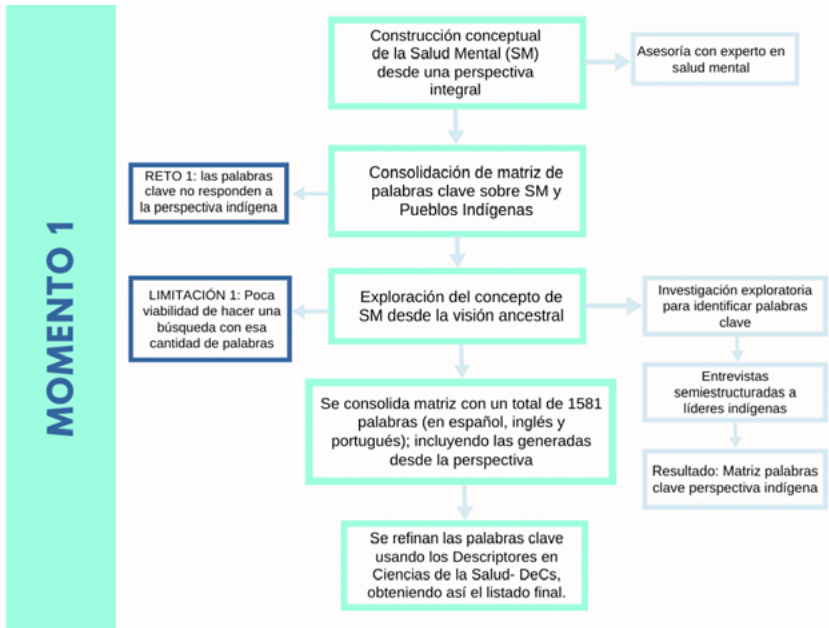 MOMENTO 1
Construcción conceptual
de la Salud Mental (SM)
desde una perspectiva
integral
Asesoría con experto en
salud mental
RETO 1: las palabras
clave no responden a
la perspectiva indígena
Consolidación de matriz de
palabras clave sobre SM y
Pueblos Indígenas
LIMITACIÓN 1: Poca
viabilidad de hacer una
búsqueda con esa
cantidad de palabras
Exploración del concepto de
SM desde la visión ancestral
Investigación exploratoria
para identificar palabras
clave
Entrevistas
semiestructuradas a
líderes indígenas
Resultado: Matriz palabras
clave perspectiva indígena
Se consolida matriz con un total de 1581
palabras (en español, inglés y
portugués); incluyendo las generadas
desde la perspectiva
Se refinan las palabras clave
usando los Descriptores en
Ciencias de la Salud- DeCs,
obteniendo así el listado final.